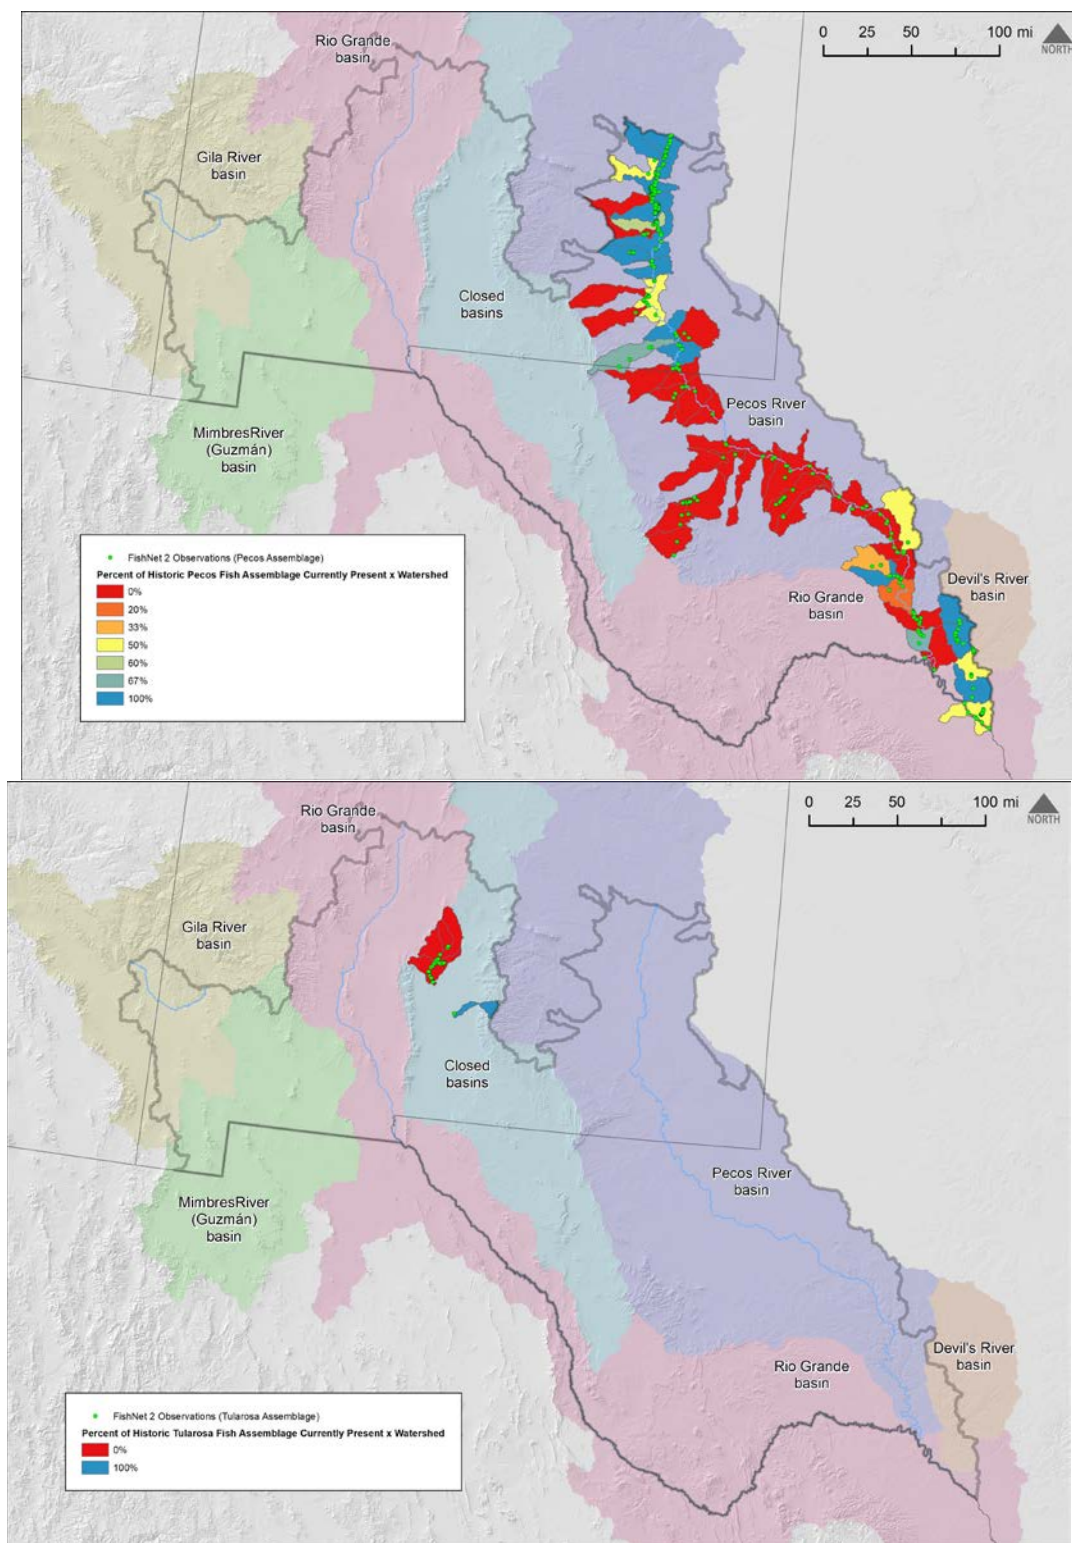 Rio Grande
basin
0 25 50 100 mi
NORTH
Gila River
basin
Closed
basins
Pecos River
basin
MimbresRiver
(Guzmán)
basin
FishNet 2 Observations (Pecos Assemblage)
Percent of Historic Pecos Fish Assemblage Currently Present x Watershed
0%
20%
33%
50%
60%
67%
100%
Devil's River
basin
Rio Grande
basin
Rio Grande
basin
0 25 50 100 mi
NORTH
Gila River
basin
Closed
basins
Pecos River
basin
MimbresRiver
(Guzmán)
basin
Devil's River
basin
Rio Grande
basin
FishNet 2 Observations (Tularosa Assemblage)
Percent of Historic Tularosa Fish Assemblage Currently Present x Watershed
0%
100%